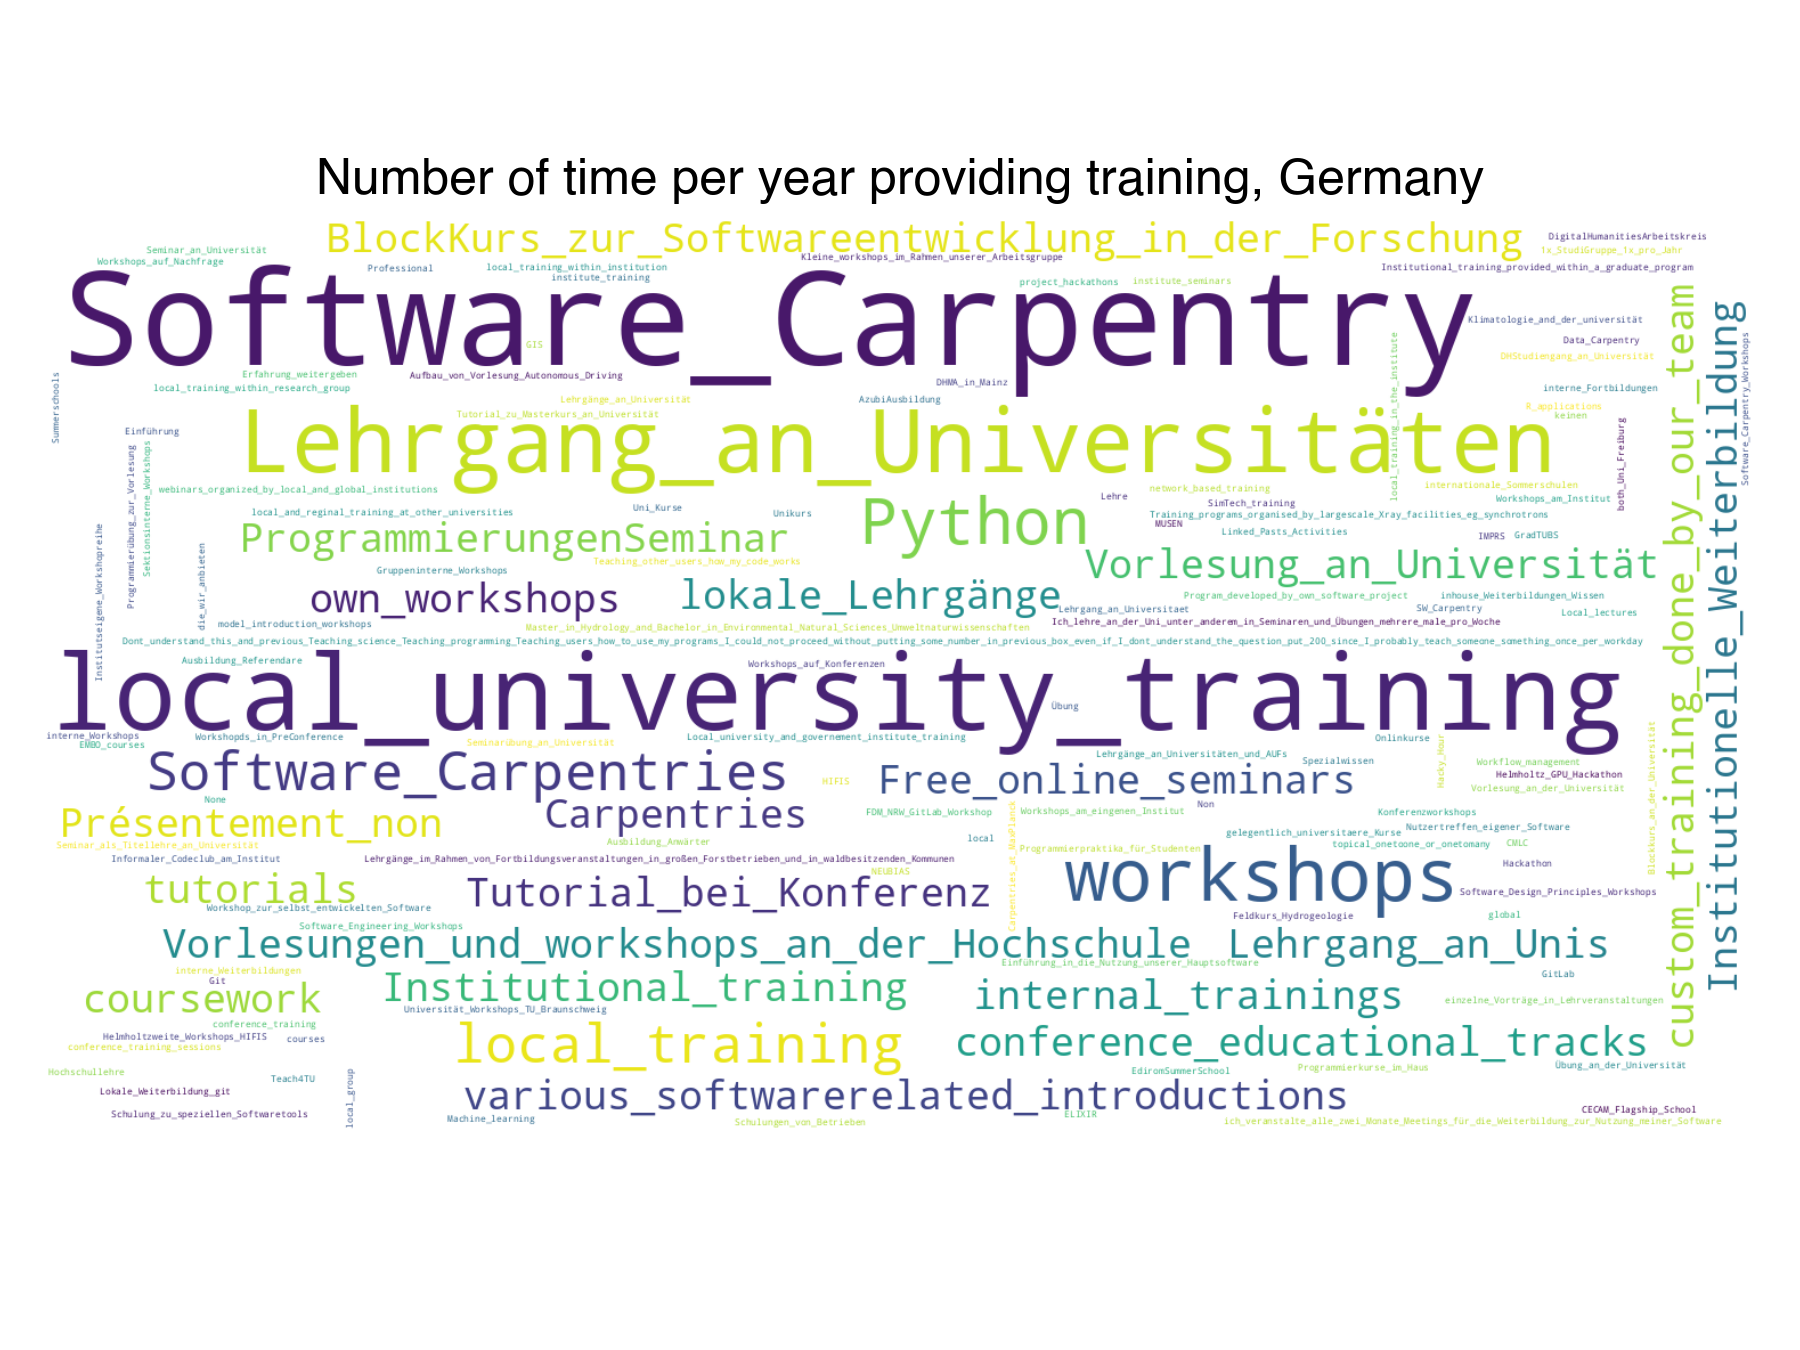 Number of time per year providing training, Germany
BlockKurs_zur_Softwareentwicklung_in_der_Forschung
DigitalHumanitiesArbeitskreis
Seminar_an_Universität
1x_StudiGruppe_1x_pro_Jahr
Workshops_auf_Nachfrage
Kleine_workshops_im_Rahmen_unserer_Arbeitsgruppe
Professional
local_training_within_institution
Institutional_training_provided_within_a_graduate_program
institute_training
project_hackathons
institute_seminars
Software_Carpentry
Klimatologie_and_der_universität
Data_Carpentry
GIS
DHStudiengang_an_Universität
Erfahrung_weitergeben
Aufbau_von_Vorlesung_Autonomous_Driving
DHMA_in_Mainz
local_training_within_research_group
interne_Fortbildungen
Lehrgänge_an_Universität
AzubiAusbildung
R_applications
Tutorial_zu_Masterkurs_an_Universität
keinen
Summerschools
local_training_in_the_institute
Software_Carpentry_Workshops
custom_training_done_by_our_team
Institutionelle_Weiterbildung
both_Uni_Freiburg
Einführung
Lehrgang_an_Universitäten
Programmierübung_zur_Vorlesung
Sektionsinterne_Workshops
webinars_organized_by_local_and_global_institutions
network_based_training
internationale_Sommerschulen
Lehre
Workshops_am_Institut
SimTech_training
local_and_reginal_training_at_other_universities
Uni_Kurse
Unikurs
Training_programs_organised_by_largescale_Xray_facilities_eg_synchrotrons
MUSEN
Python
ProgrammierungenSeminar
Linked_Pasts_Activities
IMPRS
GradTUBS
Institutseigene_Workshopreihe
die_wir_anbieten
Teaching_other_users_how_my_code_works
Vorlesung_an_Universität
Gruppeninterne_Workshops
own_workshops
lokale_Lehrgänge
Program_developed_by_own_software_project
inhouse_Weiterbildungen_Wissen
Lehrgang_an_Universitaet
SW_Carpentry
Local_lectures
model_introduction_workshops
Master_in_Hydrology_and_Bachelor_in_Environmental_Natural_Sciences_Umweltnaturwissenschaften
Ich_lehre_an_der_Uni_unter_anderem_in_Seminaren_und_Übungen_mehrere_male_pro_Woche
Dont_understand_this_and_previous_Teaching_science_Teaching_programming_Teaching_users_how_to_use_my_programs_I_could_not_proceed_without_putting_some_number_in_previous_box_even_if_I_dont_understand_the_question_put_200_since_I_probably_teach_someone_something_once_per_workday
Ausbildung_Referendare
Workshops_auf_Konferenzen
local_university_training
Übung
interne_Workshops
Workshopds_in_PreConference
EMBO_courses
Seminarübung_an_Universität
Local_university_and_governement_institute_training
Onlinekurse
Hacky_Hour
Blockkurs_an_der_Universität
Lehrgänge_an_Universitäten_und_AUFs
Spezialwissen
Workflow_management
Software_Carpentries
HIFIS
Free_online_seminars
Helmholtz_GPU_Hackathon
Vorlesung_an_der_Universität
None
Carpentries
Non
FDM_NRW_GitLab_Workshop
Workshops_am_eingenen_Institut
Konferenzworkshops
Présentement_non
Carpentries_at_MaxPlanck
gelegentlich_universitaere_Kurse
Nutzertreffen_eigener_Software
Seminar_als_Titellehre_an_Universität
Ausbildung_Anwärter
local
Programmierpraktika_für_Studenten
topical_onetoone_or_onetomany
CMLC
Informaler_Codeclub_am_Institut
Lehrgänge_im_Rahmen_von_Fortbildungsveranstaltungen_in_großen_Forstbetrieben_und_in_waldbesitzenden_Kommunen
Hackathon
NEUBIAS
workshops
tutorials
Tutorial_bei_Konferenz
Software_Design_Principles_Workshops
Workshop_zur_selbst_entwickelten_Software
Feldkurs_Hydrogeologie
global
Software_Engineering_Workshops
Vorlesungen_und_workshops_an_der_Hochschule
Lehrgang_an_Unis
Einführung_in_die_Nutzung_unserer_Hauptsoftware
interne_Weiterbildungen
GitLab
Git
coursework
Institutional_training
internal_trainings
einzelne_Vorträge_in_Lehrveranstaltungen
Universität_Workshops_TU_Braunschweig
conference_training
Helmholtzweite_Workshops_HIFIS
courses
conference_training_sessions
local_training
conference_educational_tracks
Hochschullehre
Teach4TU
local_group
EdiromSummerSchool
Programmierkurse_im_Haus
Übung_an_der_Universität
Lokale_Weiterbildung_git
various_softwarerelated_introductions
Schulung_zu_speziellen_Softwaretools
Machine_learning
Schulungen_von_Betrieben
ELIXIR
CECAM_Flagship_School
ich_veranstalte_alle_zwei_Monate_Meetings_für_die_Weiterbildung_zur_Nutzung_meiner_Software